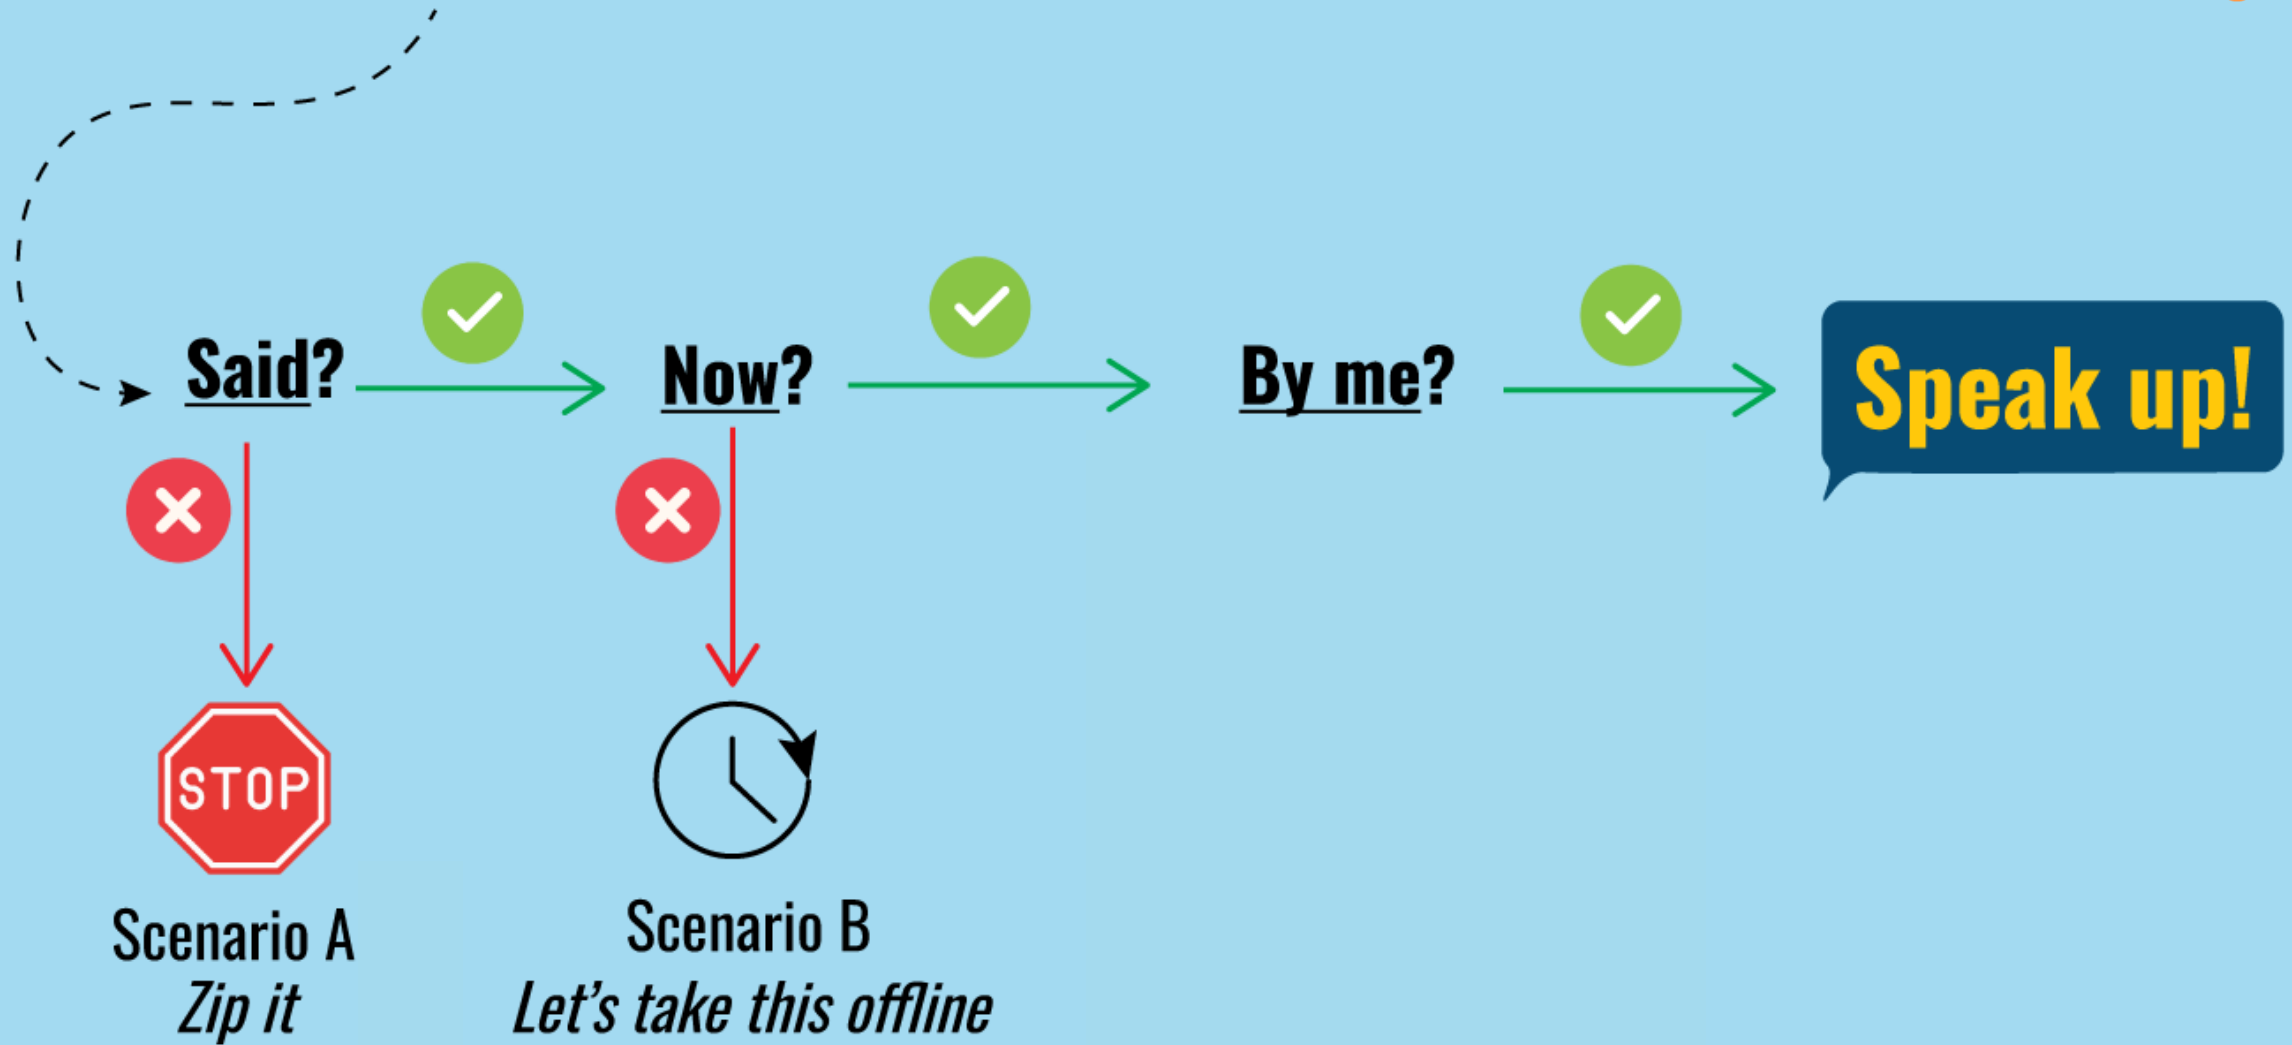 Said?
Now?
By me?
Speak up!
STOP
Scenario A
Zip it
Scenario B
Let's take this offline